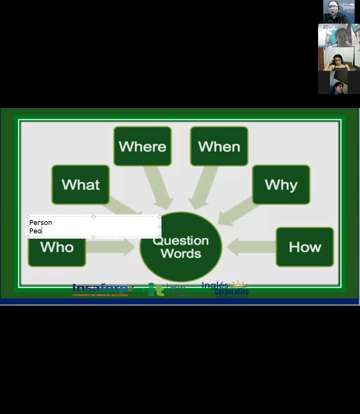 Where
When
What
Why
Person
Peo
Who
Question
Words
How
Insaforp
Inglés